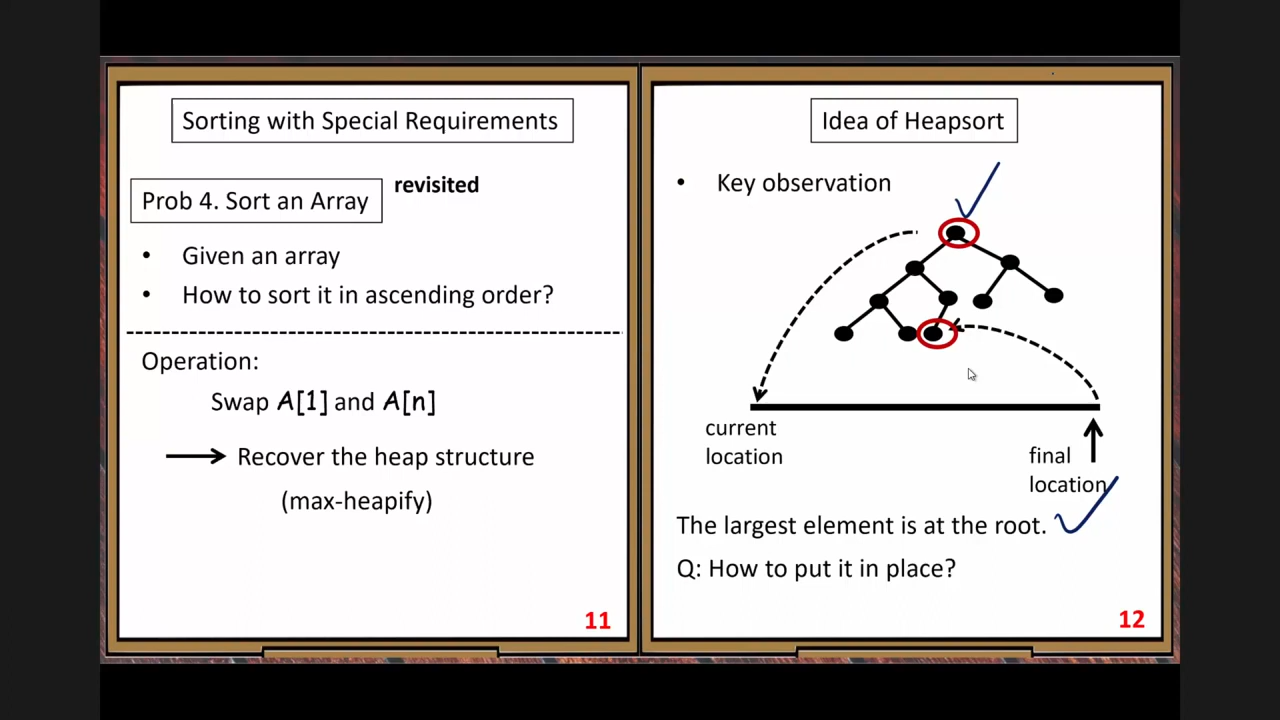 Sorting with Special Requirements
Prob 4. Sort an Array
revisited
• Given an array
• How to sort it in ascending order?
Operation:
Swap A[1] and A[n]
Recover the heap structure
(max-heapify)
11
Idea of Heapsort
• Key observation
current
location
final
location
The largest element is at the root.
Q: How to put it in place?
12